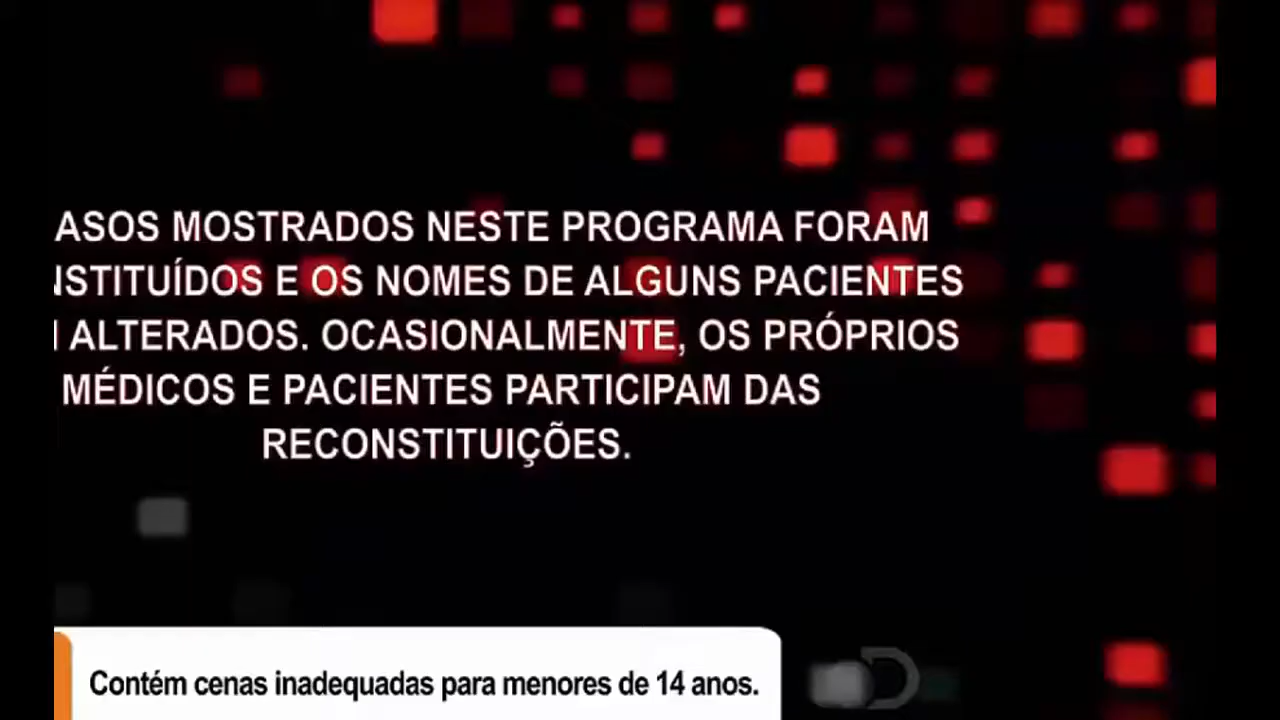 ASOS MOSTRADOS NESTE PROGRAMA FORAM
NSTITUÍDOS E OS NOMES DE ALGUNS PACIENTES
ALTERADOS. OCASIONALMENTE, OS PRÓPRIOS
MÉDICOS E PACIENTES PARTICIPAM DAS
RECONSTITUIÇÕES.
Contém cenas inadequadas para menores de 14 anos.